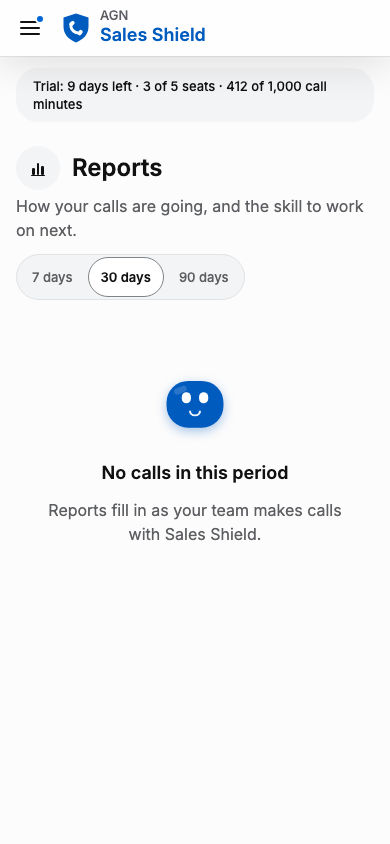 AGN
Sales Shield
Trial: 9 days left · 3 of 5 seats · 412 of 1,000 call
minutes
Reports
How your calls are going, and the skill to work
on next.
7 days
30 days
90 days
No calls in this period
Reports fill in as your team makes calls
with Sales Shield.